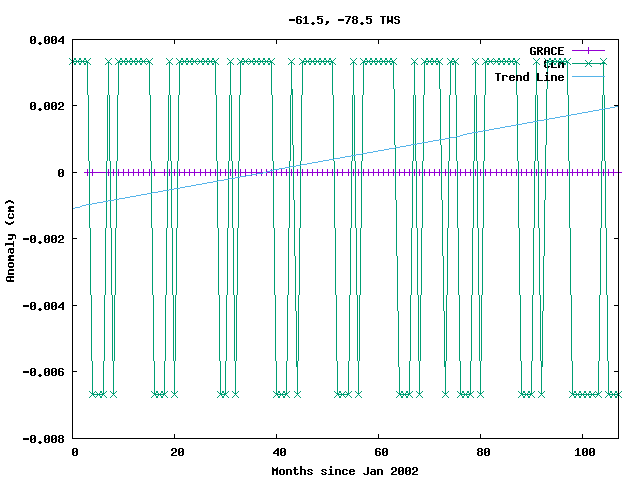 -61.5, -78.5 TWS
GRACE
CLM
Trend Line
0.004
0.002
0
-0.002
-0.004
-0.006
-0.008
Anomaly (cm)
0 20 40 60 80 100
Months since Jan 2002